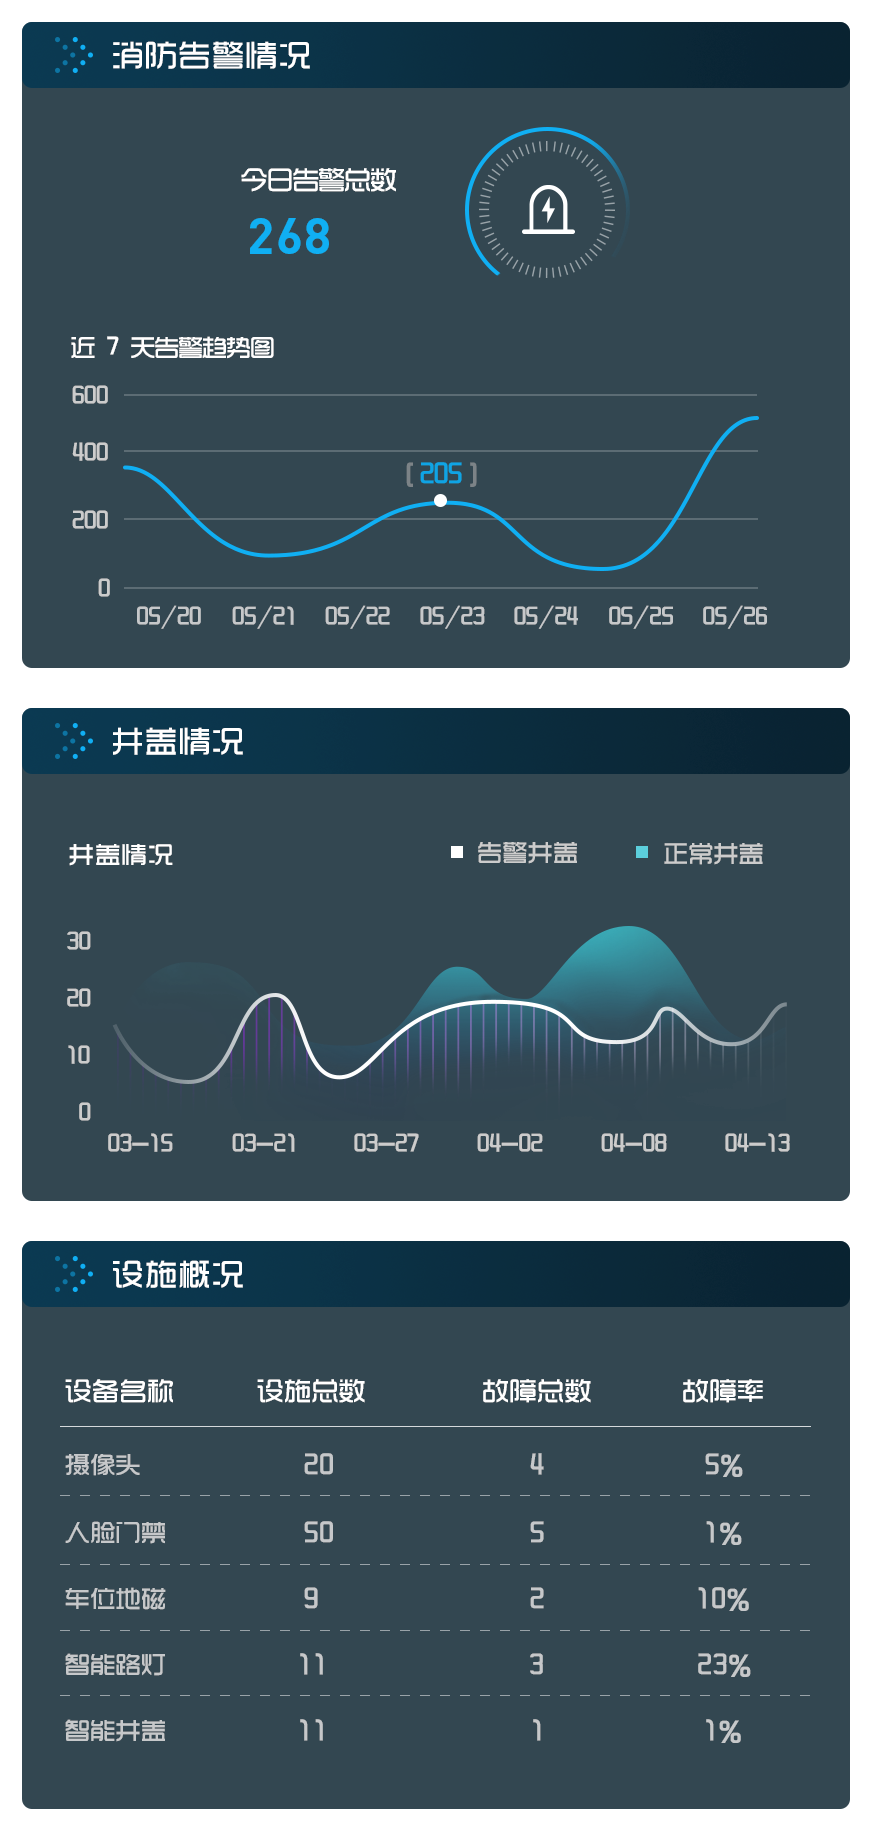 消防告警情况
今日告警总数
268
近 7 天告警趋势图
600
400
[ 205 ]
200
0
05/20 05/21 05/22 05/23 05/24 05/25 05/26
井盖情况
井盖情况 告警井盖 正常井盖
30
20
10
0
03-15 03-21 03-27 04-02 04-08 04-13
设施概况
设备名称 设施总数 故障总数 故障率
摄像头 20 4 5%
人脸门禁 50 5 1%
车位地磁 9 2 10%
智能路灯 11 3 23%
智能井盖 11 1 1%